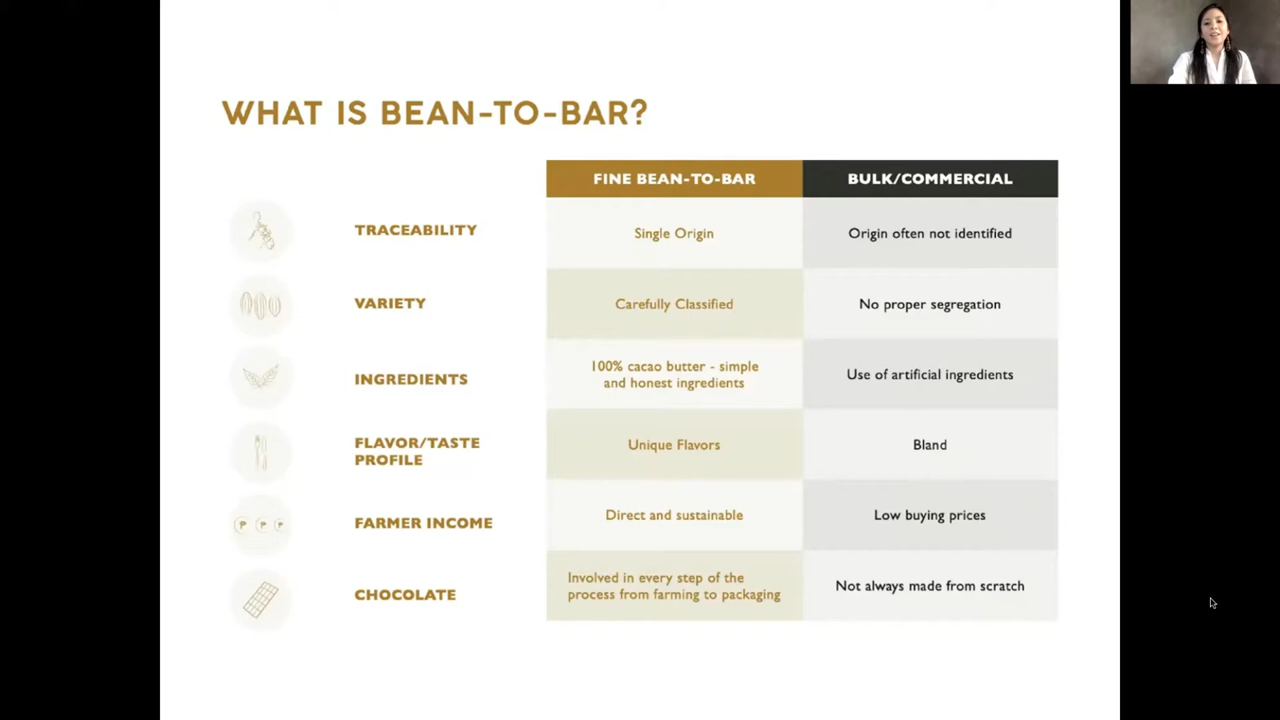 WHAT IS BEAN-TO-BAR?
FINE BEAN-TO-BAR
BULK/COMMERCIAL
TRACEABILITY
Single Origin
Origin often not identified
VARIETY
Carefully Classified
No proper segregation
INGREDIENTS
100% cacao butter - simple
and honest ingredients
Use of artificial ingredients
FLAVOR/TASTE
PROFILE
Unique Flavors
Bland
P P P
FARMER INCOME
Direct and sustainable
Low buying prices
CHOCOLATE
Involved in every step of the
process from farming to packaging
Not always made from scratch